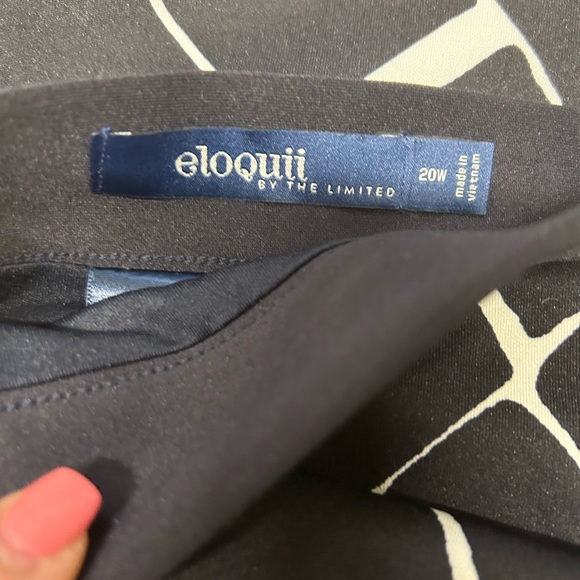 eloquii
BY THE LIMITED
20W
made in
vietnam